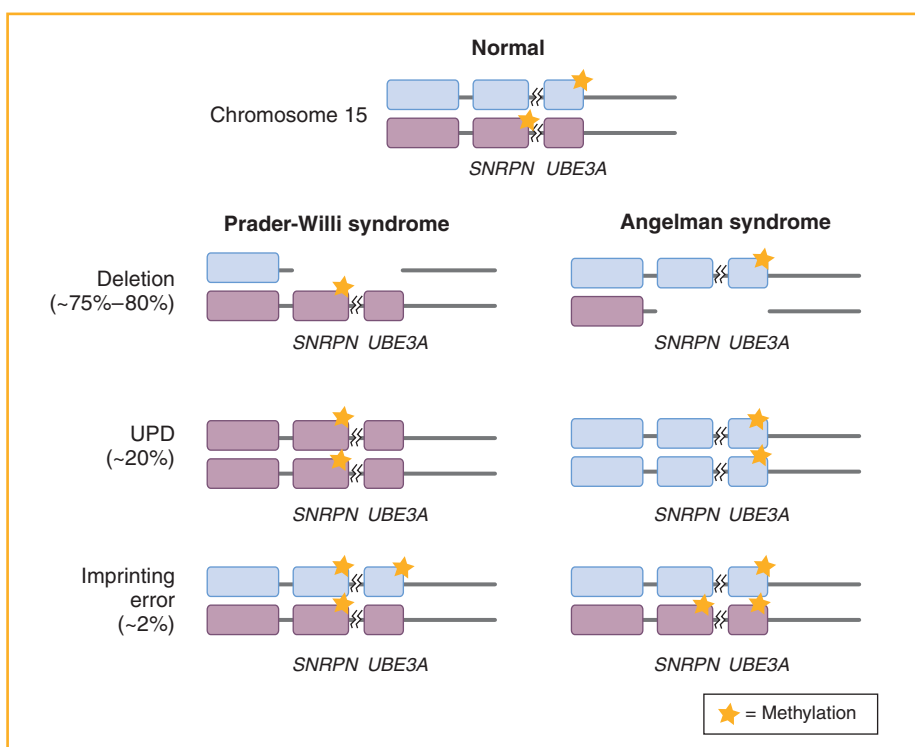 Normal
Chromosome 15
SNRPN UBE3A
Prader-Willi syndrome
Angelman syndrome
Deletion
(~75%–80%)
SNRPN UBE3A
SNRPN UBE3A
UPD
(~20%)
SNRPN UBE3A
SNRPN UBE3A
Imprinting
error
(~2%)
SNRPN UBE3A
SNRPN UBE3A
= Methylation